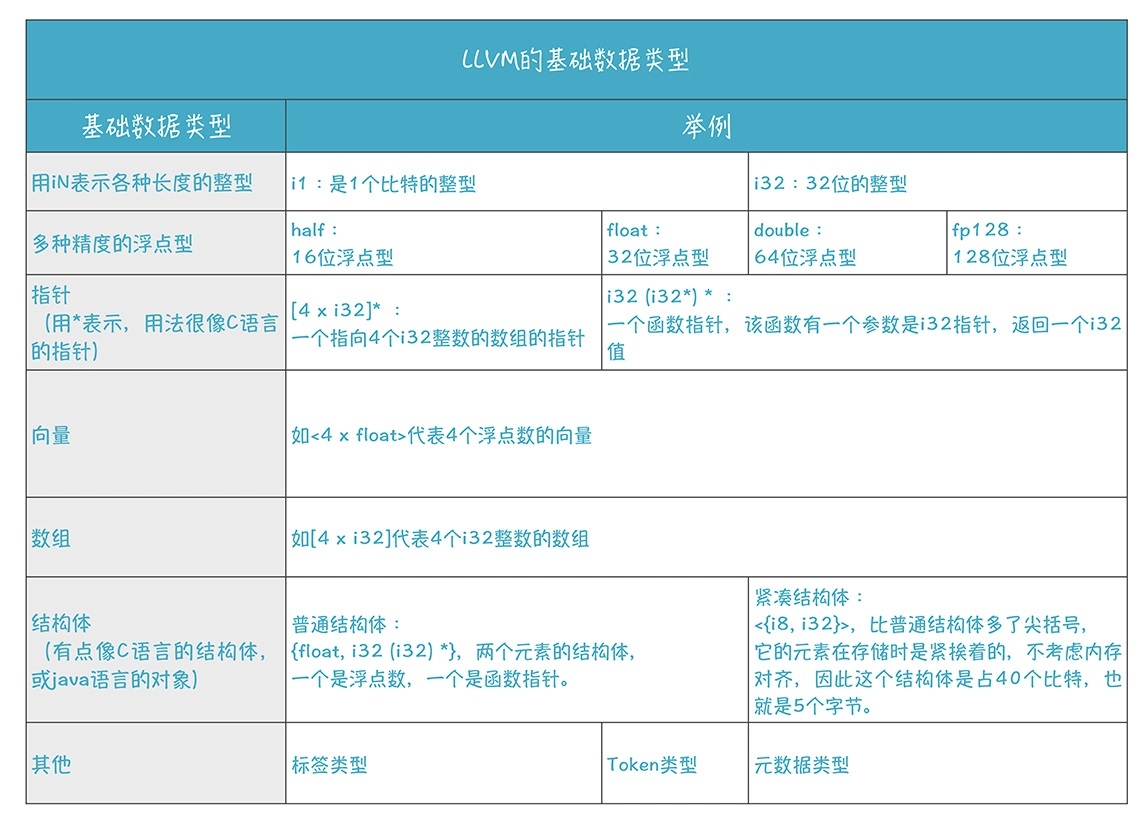 LLVM的基础数据类型
基础数据类型
举例
用iN表示各种长度的整型
i1：是1个比特的整型
i32：32位的整型
多种精度的浮点型
half：
16位浮点型
float：
32位浮点型
double：
64位浮点型
fp128：
128位浮点型
指针
（用*表示，用法很像C语言
的指针）
[4 x i32]* ：
一个指向4个i32整数的数组的指针
i32 (i32*) * ：
一个函数指针，该函数有一个参数是i32指针，返回一个i32
值
向量
如<4 x float>代表4个浮点数的向量
数组
如[4 x i32]代表4个i32整数的数组
结构体
（有点像C语言的结构体，
或java语言的对象）
普通结构体：
{float, i32 (i32) *}，两个元素的结构体，
一个是浮点数，一个是函数指针。
紧凑结构体：
<{i8, i32}>，比普通结构体多了尖括号，
它的元素在存储时是紧挨着的，不考虑内存
对齐，因此这个结构体是占40个比特，也
就是5个字节。
其他
标签类型
Token类型
元数据类型